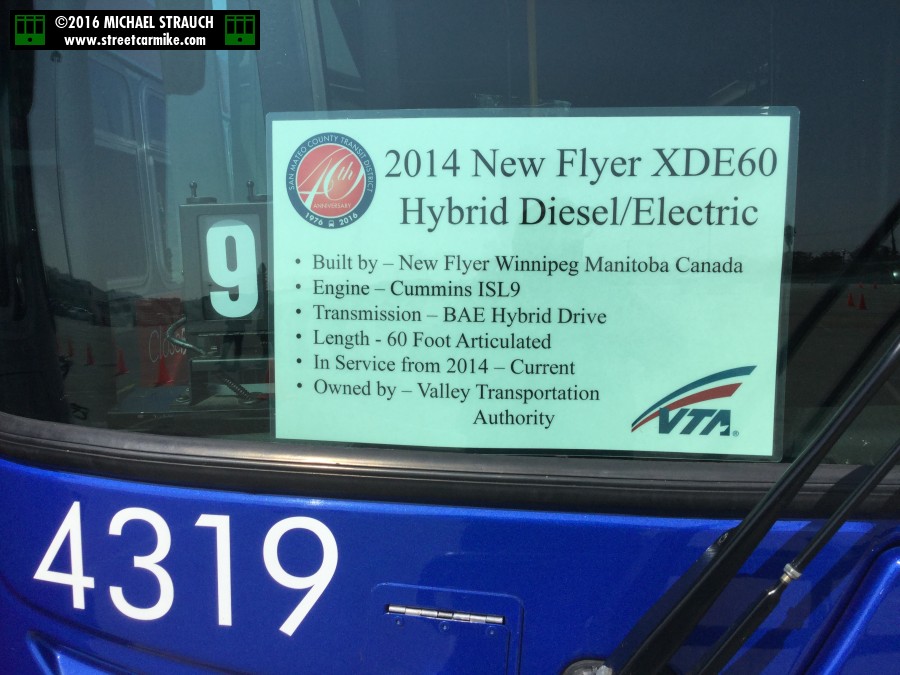 ©2016 MICHAEL STRAUCH
www.streetcarmike.com
SAN MATEO COUNTY TRANSIT DISTRICT
40th
ANNIVERSARY
1976 2016
2014 New Flyer XDE60
Hybrid Diesel/Electric
• Built by – New Flyer Winnipeg Manitoba Canada
• Engine – Cummins ISL9
• Transmission – BAE Hybrid Drive
• Length - 60 Foot Articulated
• In Service from 2014 – Current
• Owned by – Valley Transportation
Authority
VTA®
9
4319